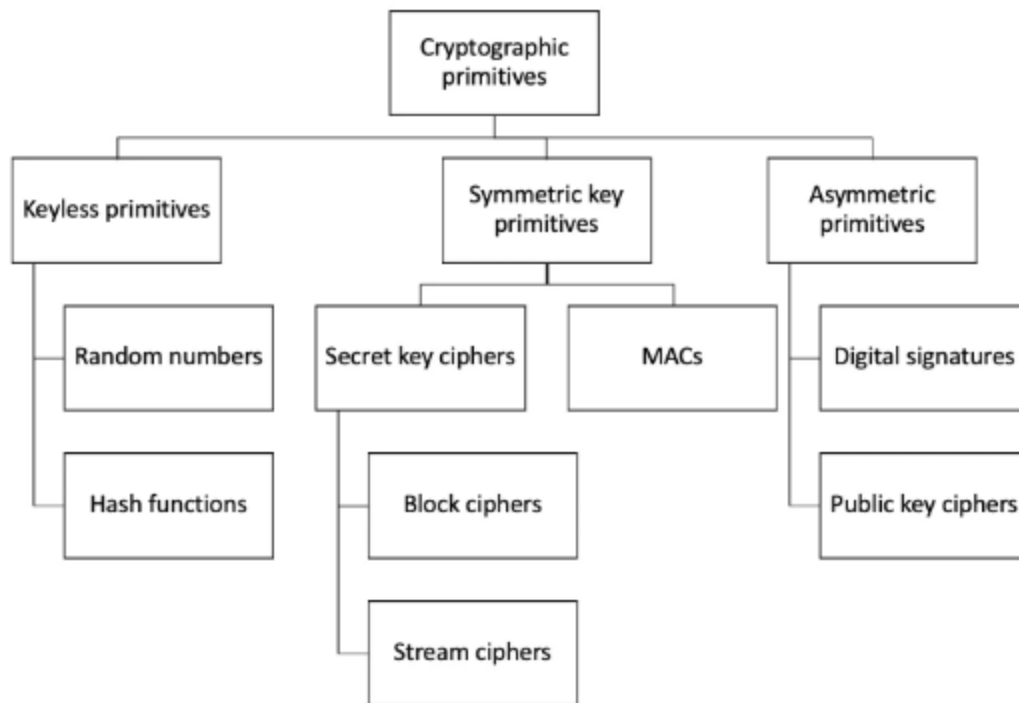 Cryptographic
primitives
Keyless primitives
Symmetric key
primitives
Asymmetric
primitives
Random numbers
Secret key ciphers
MACs
Digital signatures
Hash functions
Block ciphers
Public key ciphers
Stream ciphers